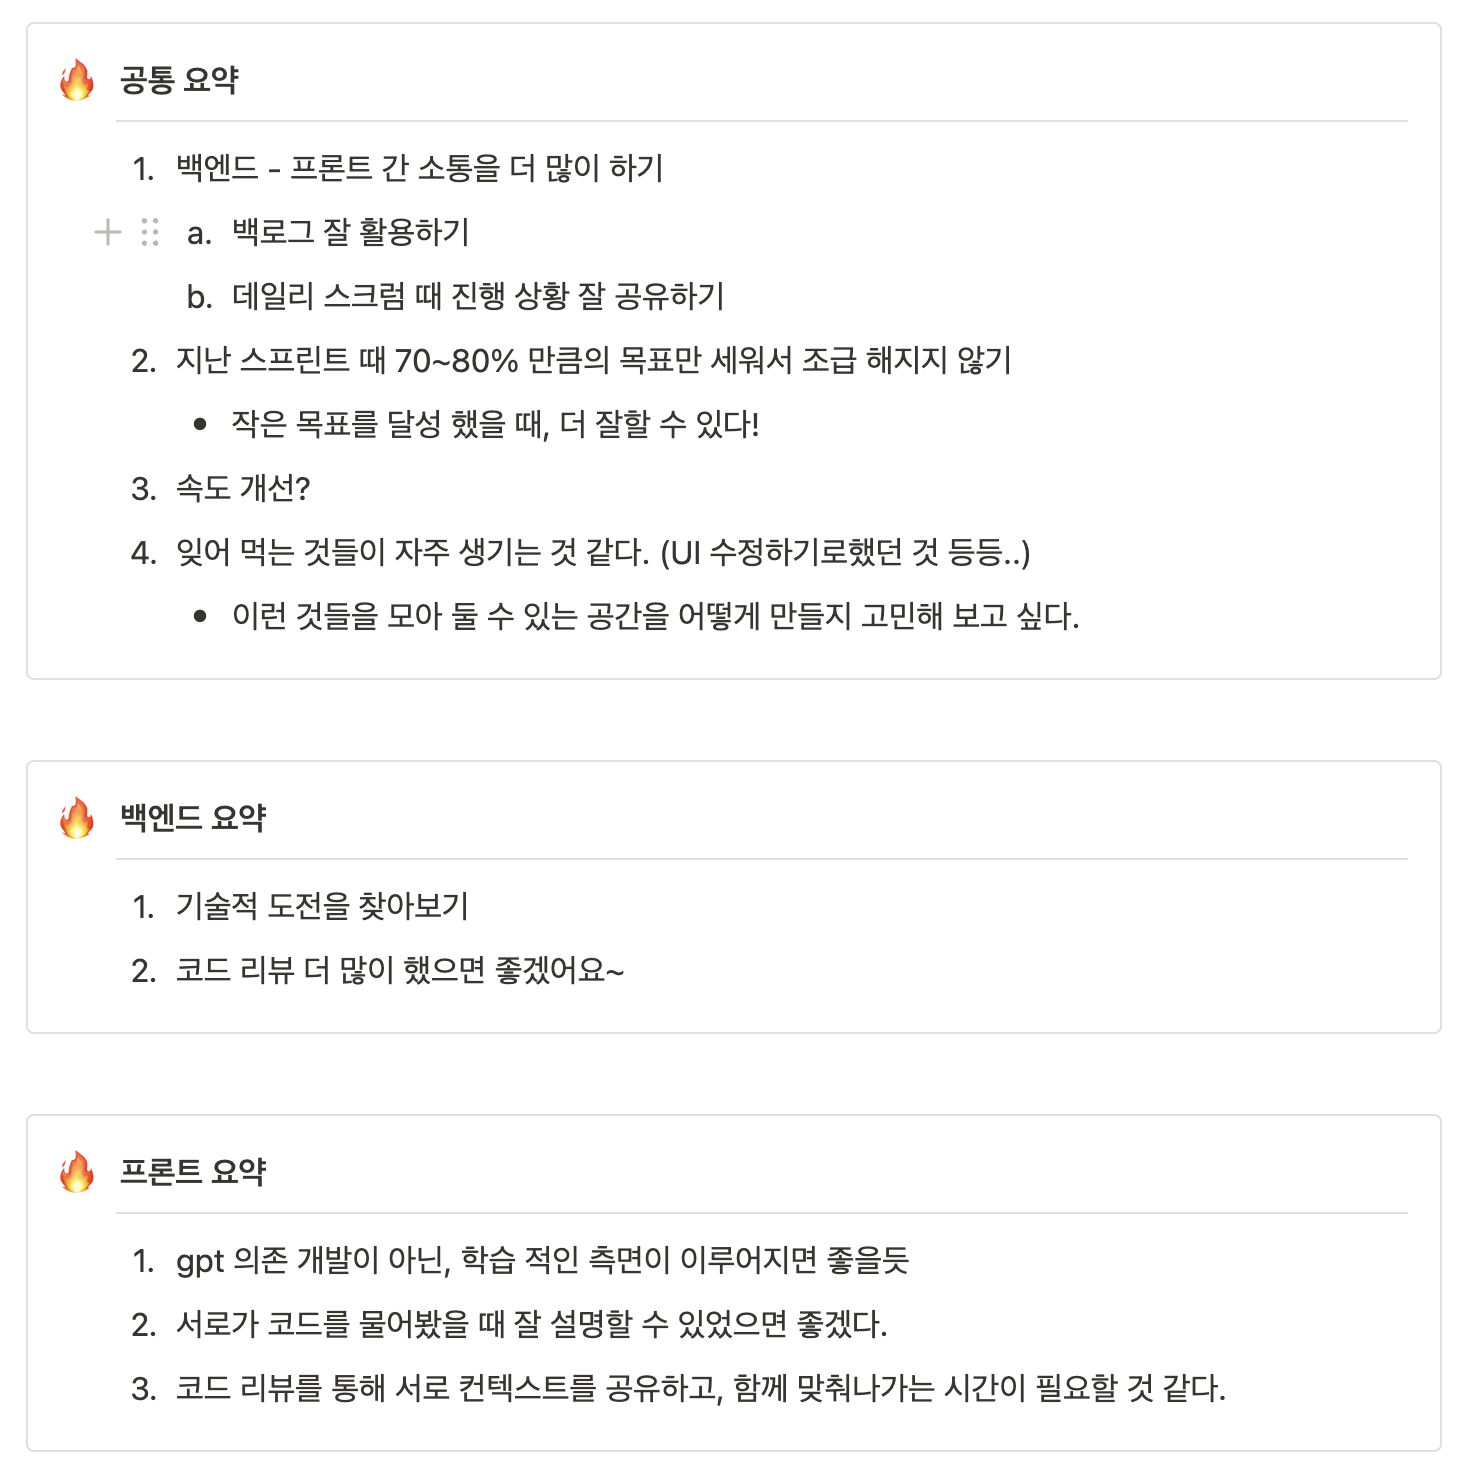 🔥 공통 요약
1. 백엔드 - 프론트 간 소통을 더 많이 하기
a. 백로그 잘 활용하기
b. 데일리 스크럼 때 진행 상황 잘 공유하기
2. 지난 스프린트 때 70~80% 만큼의 목표만 세워서 조급 해지지 않기
• 작은 목표를 달성 했을 때, 더 잘할 수 있다!
3. 속도 개선?
4. 잊어 먹는 것들이 자주 생기는 것 같다. (UI 수정하기로했던 것 등등..)
• 이런 것들을 모아 둘 수 있는 공간을 어떻게 만들지 고민해 보고 싶다.
🔥 백엔드 요약
1. 기술적 도전을 찾아보기
2. 코드 리뷰 더 많이 했으면 좋겠어요~
🔥 프론트 요약
1. gpt 의존 개발이 아닌, 학습 적인 측면이 이루어지면 좋을듯
2. 서로가 코드를 물어봤을 때 잘 설명할 수 있었으면 좋겠다.
3. 코드 리뷰를 통해 서로 컨텍스트를 공유하고, 함께 맞춰나가는 시간이 필요할 것 같다.